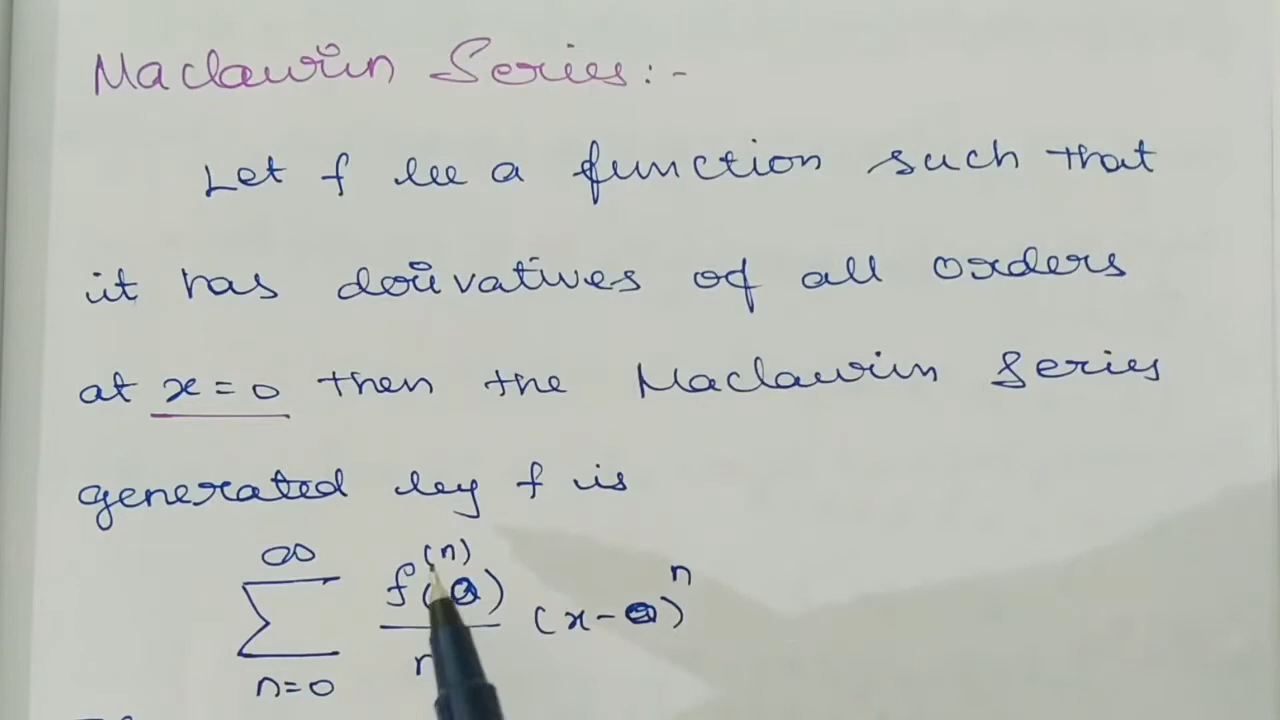 Maclaurin Series:-
Let f be a function such that
it has derivatives of all orders
at x=0 then the Maclaurin Series
generated by f is
∞
(n)
f(0) (x-0)^n
Σ
n=0